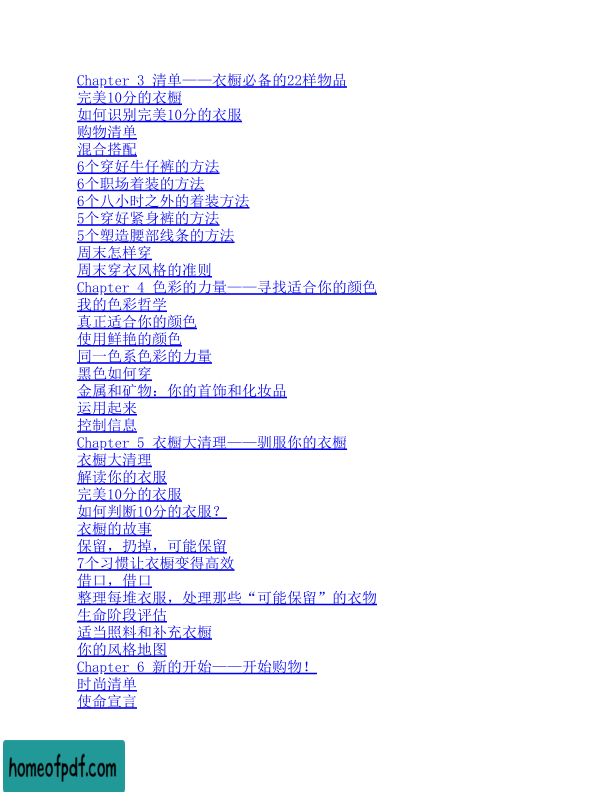 Chapter 3 清单——衣橱必备的22样物品
完美10分的衣橱
如何识别完美10分的衣服
购物清单
混合搭配
6个穿好牛仔裤的方法
6个职场着装的方法
6个八小时之外的着装方法
5个穿好紧身裤的方法
5个塑造腰部线条的方法
周末怎样穿
周末穿衣风格的准则
Chapter 4 色彩的力量——寻找适合你的颜色
我的色彩哲学
真正适合你的颜色
使用鲜艳的颜色
同一色系色彩的力量
黑色如何穿
金属和矿物：你的首饰和化妆品
运用起来
控制信息
Chapter 5 衣橱大清理——驯服你的衣橱
衣橱大清理
解读你的衣服
完美10分的衣服
如何判断10分的衣服？
衣橱的故事
保留，扔掉，可能保留
7个习惯让衣橱变得高效
借口，借口
整理每堆衣服，处理那些“可能保留”的衣物
生命阶段评估
适当照料和补充衣橱
你的风格地图
Chapter 6 新的开始——开始购物！
时尚清单
使命宣言
homeofpdf.com